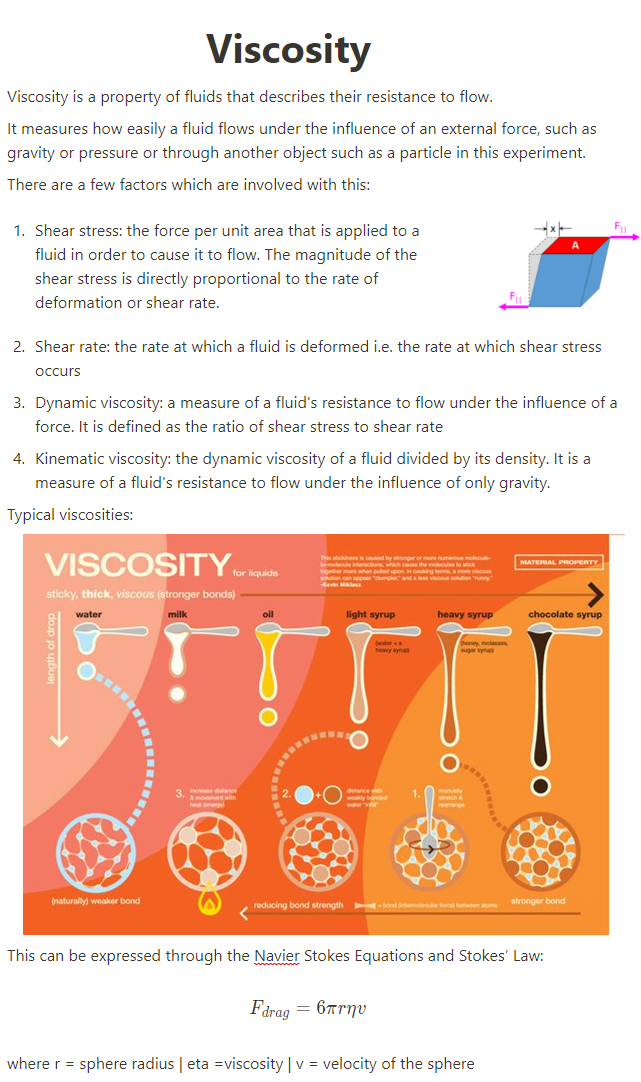 Viscosity
Viscosity is a property of fluids that describes their resistance to flow.
It measures how easily a fluid flows under the influence of an external force, such as
gravity or pressure or through another object such as a particle in this experiment.
There are a few factors which are involved with this:
1. Shear stress: the force per unit area that is applied to a
fluid in order to cause it to flow. The magnitude of the
shear stress is directly proportional to the rate of
deformation or shear rate.
x
F||
A
F||
2. Shear rate: the rate at which a fluid is deformed i.e. the rate at which shear stress
occurs
3. Dynamic viscosity: a measure of a fluid's resistance to flow under the influence of a
force. It is defined as the ratio of shear stress to shear rate
4. Kinematic viscosity: the dynamic viscosity of a fluid divided by its density. It is a
measure of a fluid's resistance to flow under the influence of only gravity.
Typical viscosities:
VISCOSITY for liquids
This stickiness is caused by stronger or more numerous molecule-
to-molecule interactions, which cause the molecules to stick
together more when pulled upon. In cooking terms, a more viscous
solution can appear "clumpier," and a less viscous solution "runny."
-Kevin Miklasz
MATERIAL PROPERTY
sticky, thick, viscous (stronger bonds)
length of drop
water
milk
oil
light syrup
heavy syrup
chocolate syrup
(water + a
heavy syrup)
(honey, molasses,
sugar syrup)
3. increase distance
& movement with
heat (energy)
2. +
distance with
weakly bonded
water "infill"
1. manually
stretch &
rearrange
(naturally) weaker bond
reducing bond strength
= bond (intermolecular force) between atoms
stronger bond
This can be expressed through the Navier Stokes Equations and Stokes' Law:
F_drag = 6πrηv
where r = sphere radius | eta =viscosity | v = velocity of the sphere